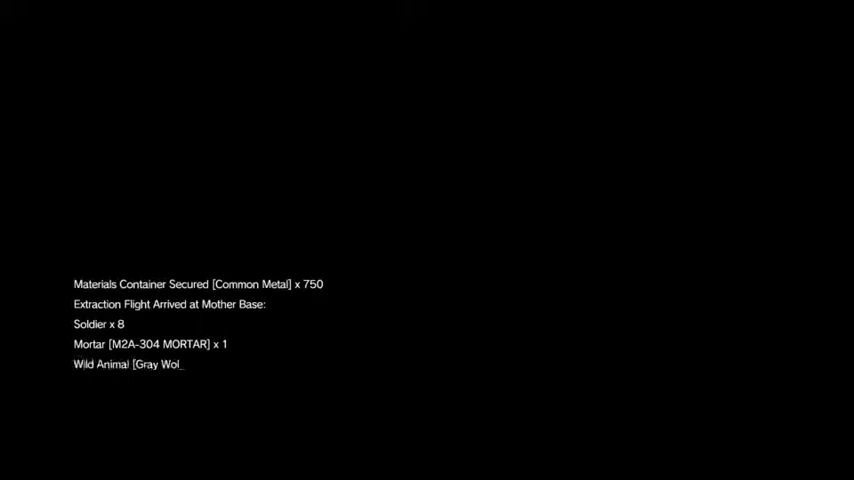 Materials Container Secured [Common Metal] x 750
Extraction Flight Arrived at Mother Base:
Soldier x 8
Mortar [M2A-304 MORTAR] x 1
Wild Animal [Gray Wol_